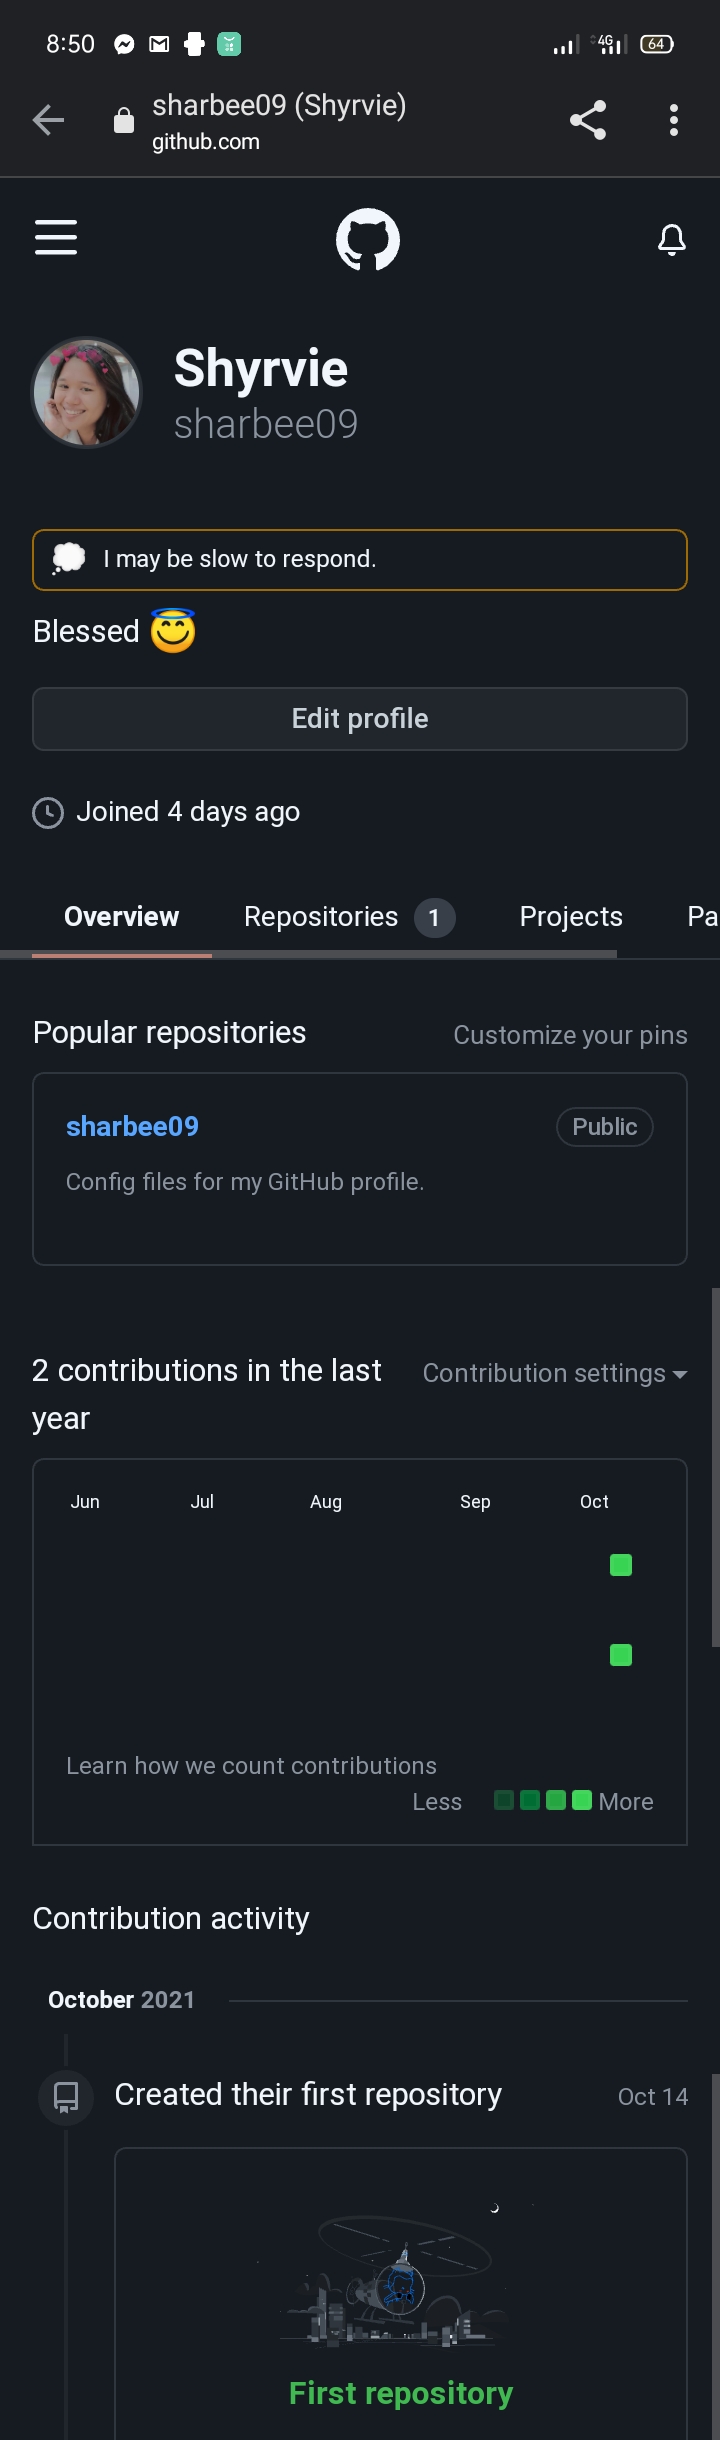 8:50
4G
64
sharbee09 (Shyrvie)
github.com
Shyrvie
sharbee09
I may be slow to respond.
Blessed
Edit profile
Joined 4 days ago
Overview Repositories 1 Projects Pa
Popular repositories Customize your pins
sharbee09 Public
Config files for my GitHub profile.
2 contributions in the last Contribution settings
year
Jun Jul Aug Sep Oct
Learn how we count contributions
Less More
Contribution activity
October 2021
Created their first repository Oct 14
First repository